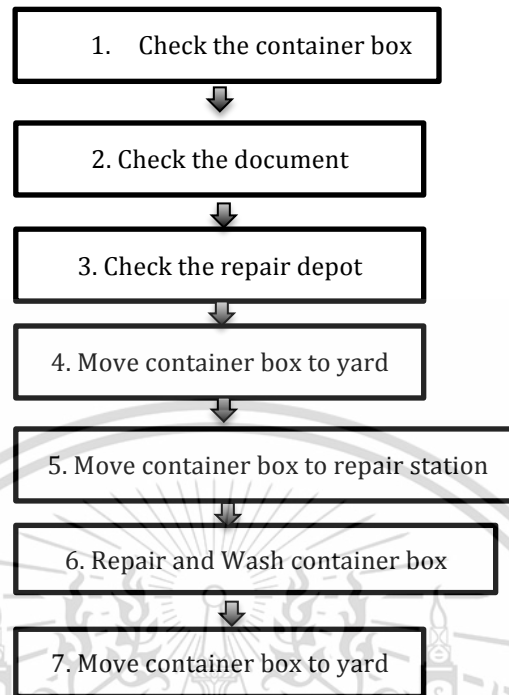 1. Check the container box
2. Check the document
3. Check the repair depot
4. Move container box to yard
5. Move container box to repair station
6. Repair and Wash container box
7. Move container box to yard